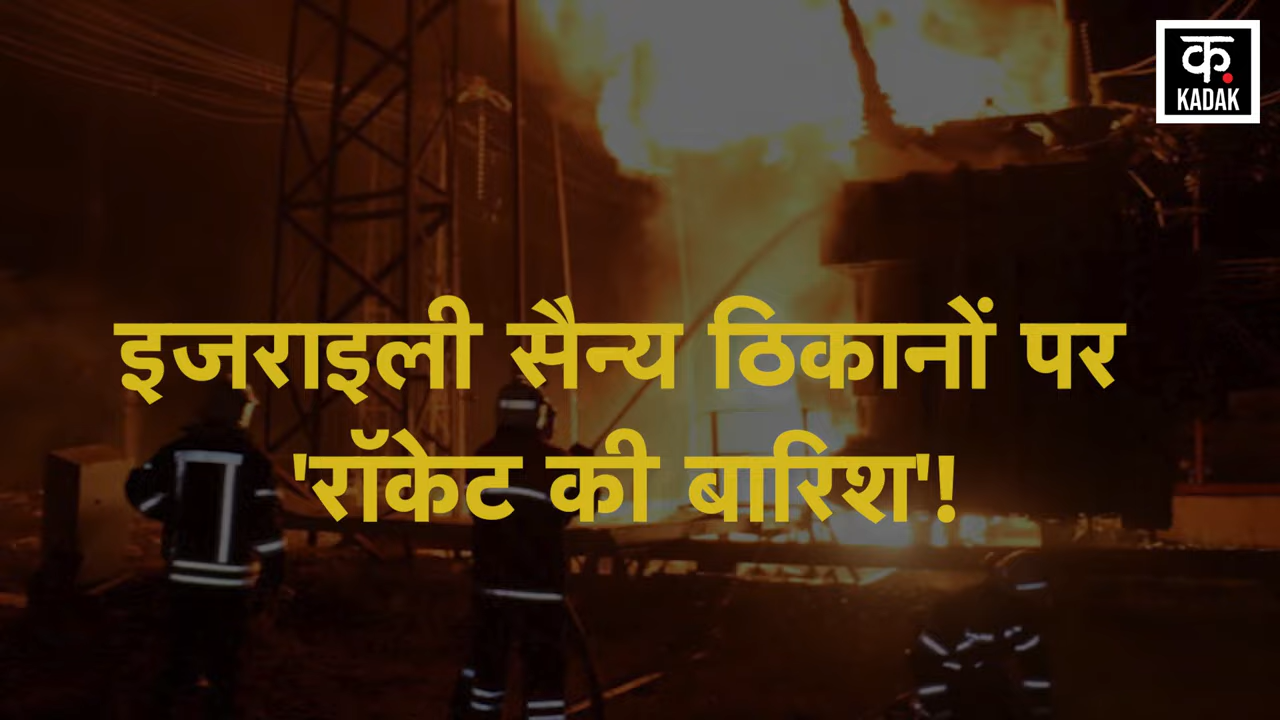 क.
KADAK
इजराइली सैन्य ठिकानों पर
'रॉकेट की बारिश'!